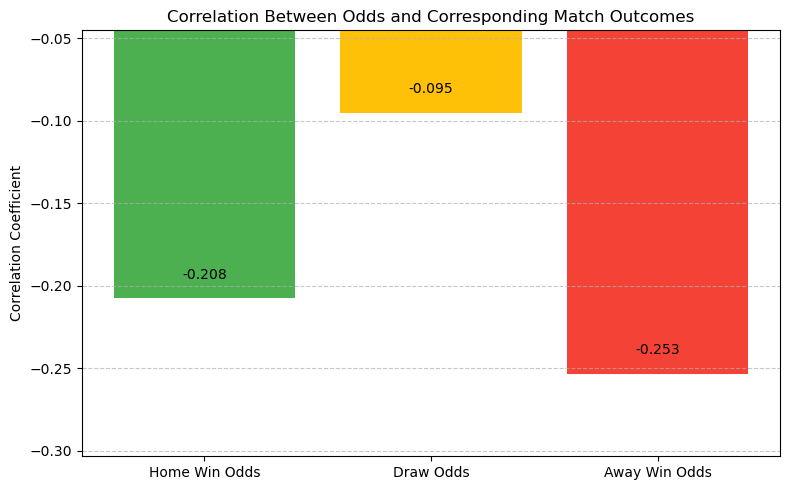 Correlation Between Odds and Corresponding Match Outcomes
Correlation Coefficient
−0.05
−0.10
−0.15
−0.20
−0.25
−0.30
-0.208
-0.095
-0.253
Home Win Odds
Draw Odds
Away Win Odds